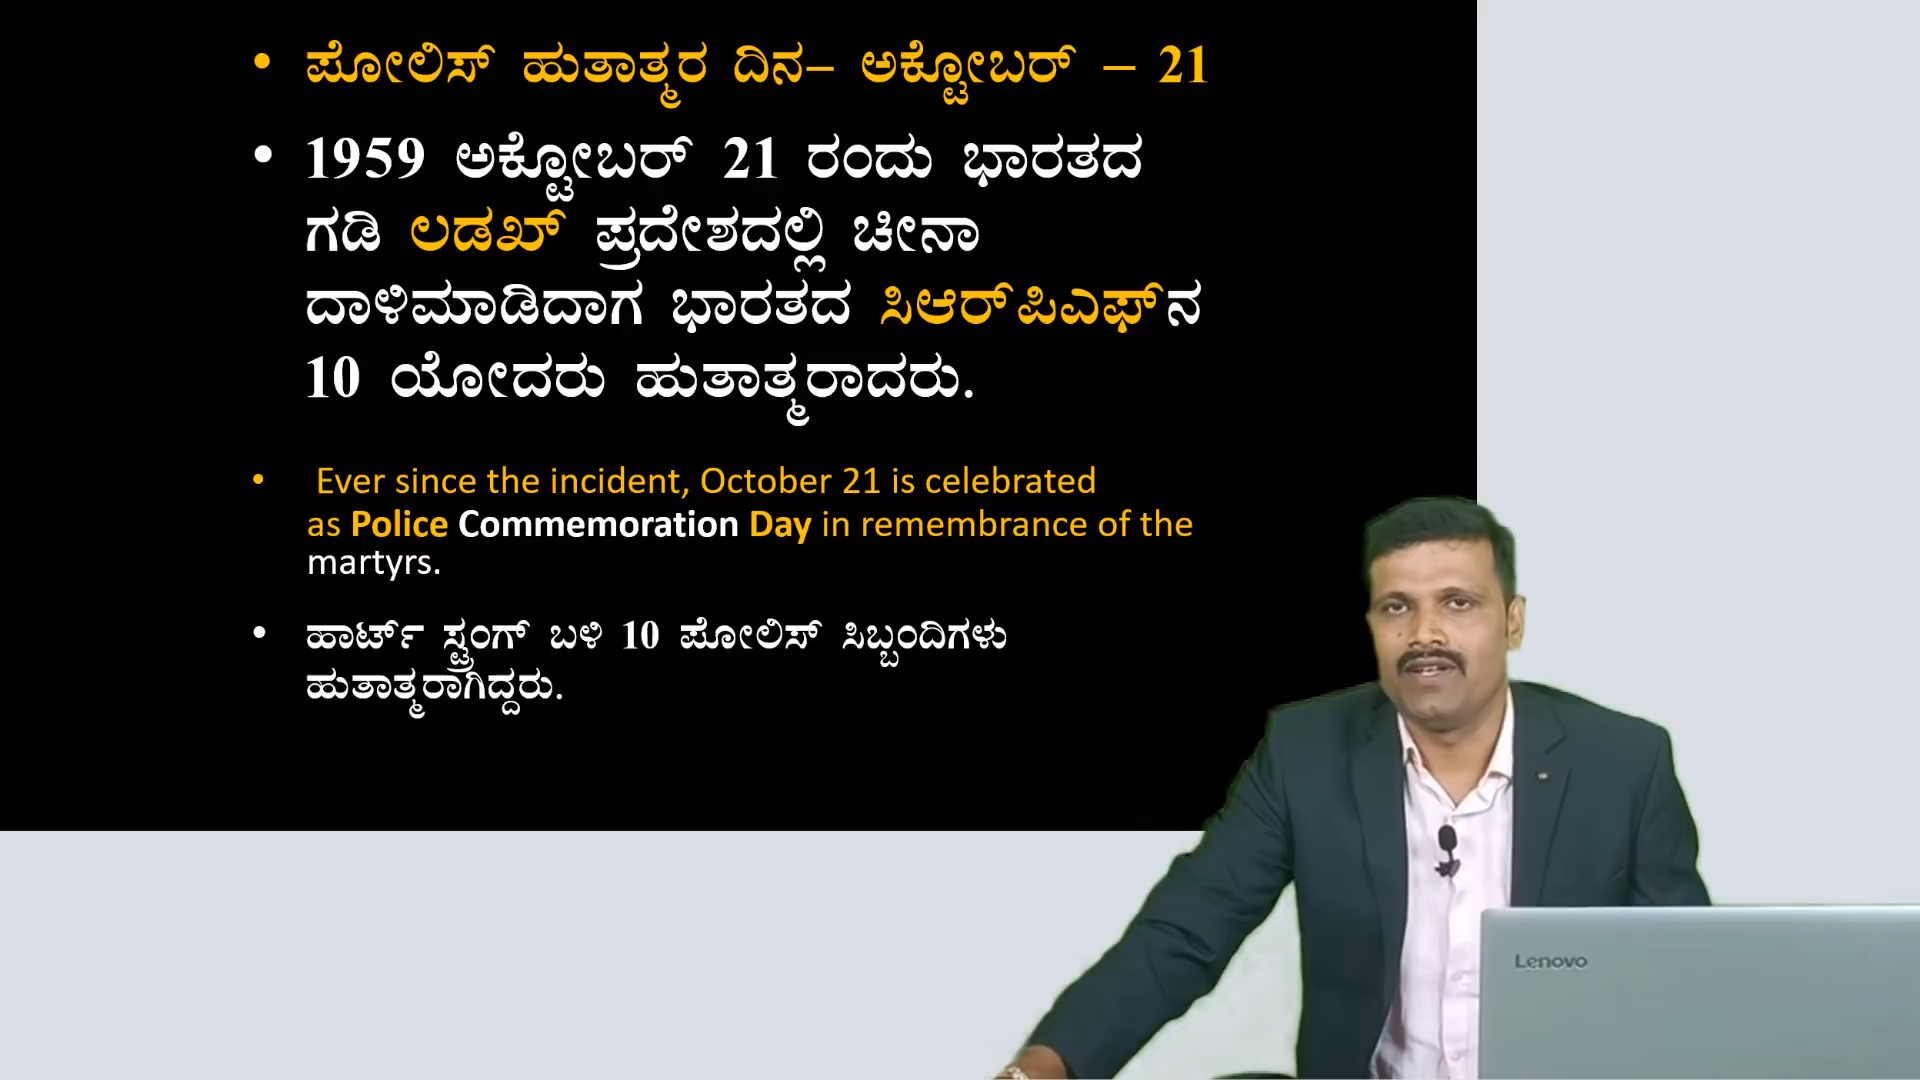 • ಪೋಲಿಸ್ ಹುತಾತ್ಮರ ದಿನ– ಅಕ್ಟೋಬರ್ – 21
• 1959 ಅಕ್ಟೋಬರ್ 21 ರಂದು ಭಾರತದ
ಗಡಿ ಲಡಖ್ ಪ್ರದೇಶದಲ್ಲಿ ಚೀನಾ
ದಾಳಿಮಾಡಿದಾಗ ಭಾರತದ ಸಿಆರ್‌ಪಿಎಫ್‌ನ
10 ಯೋದರು ಹುತಾತ್ಮರಾದರು.
• Ever since the incident, October 21 is celebrated
as Police Commemoration Day in remembrance of the
martyrs.
• ಹಾರ್ಟ್ ಸ್ಟ್ರಂಗ್ ಬಳಿ 10 ಪೋಲಿಸ್ ಸಿಬ್ಬಂದಿಗಳು
ಹುತಾತ್ಮರಾಗಿದ್ದರು.
Lenovo